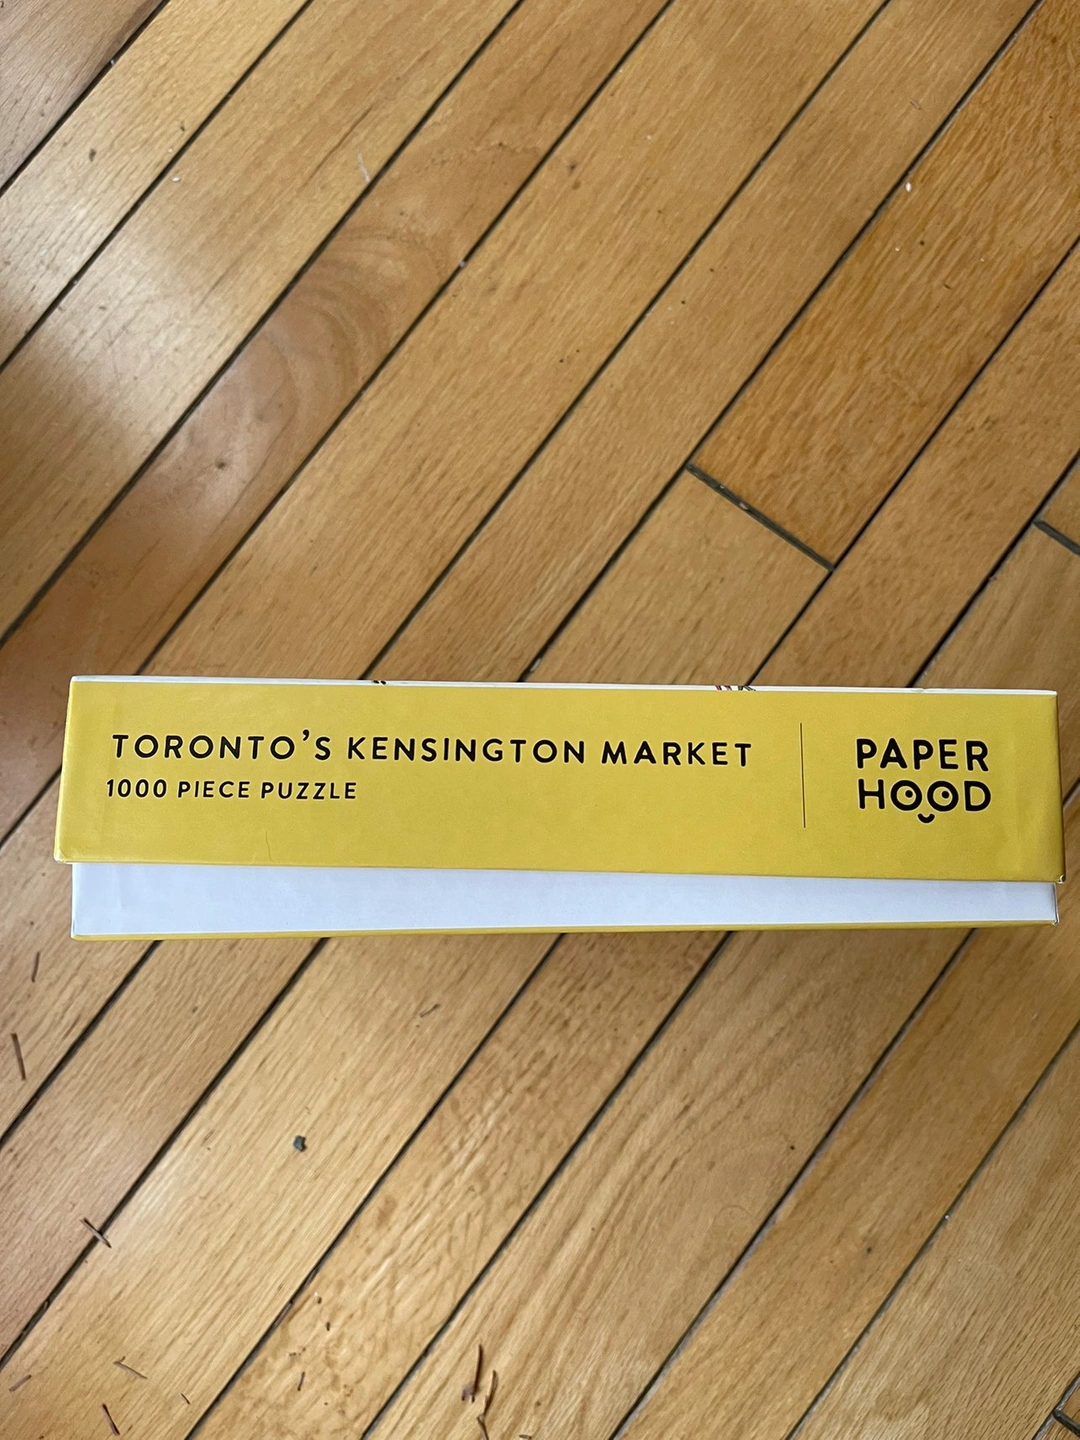 TORONTO'S KENSINGTON MARKET
1000 PIECE PUZZLE
PAPER
HOOD